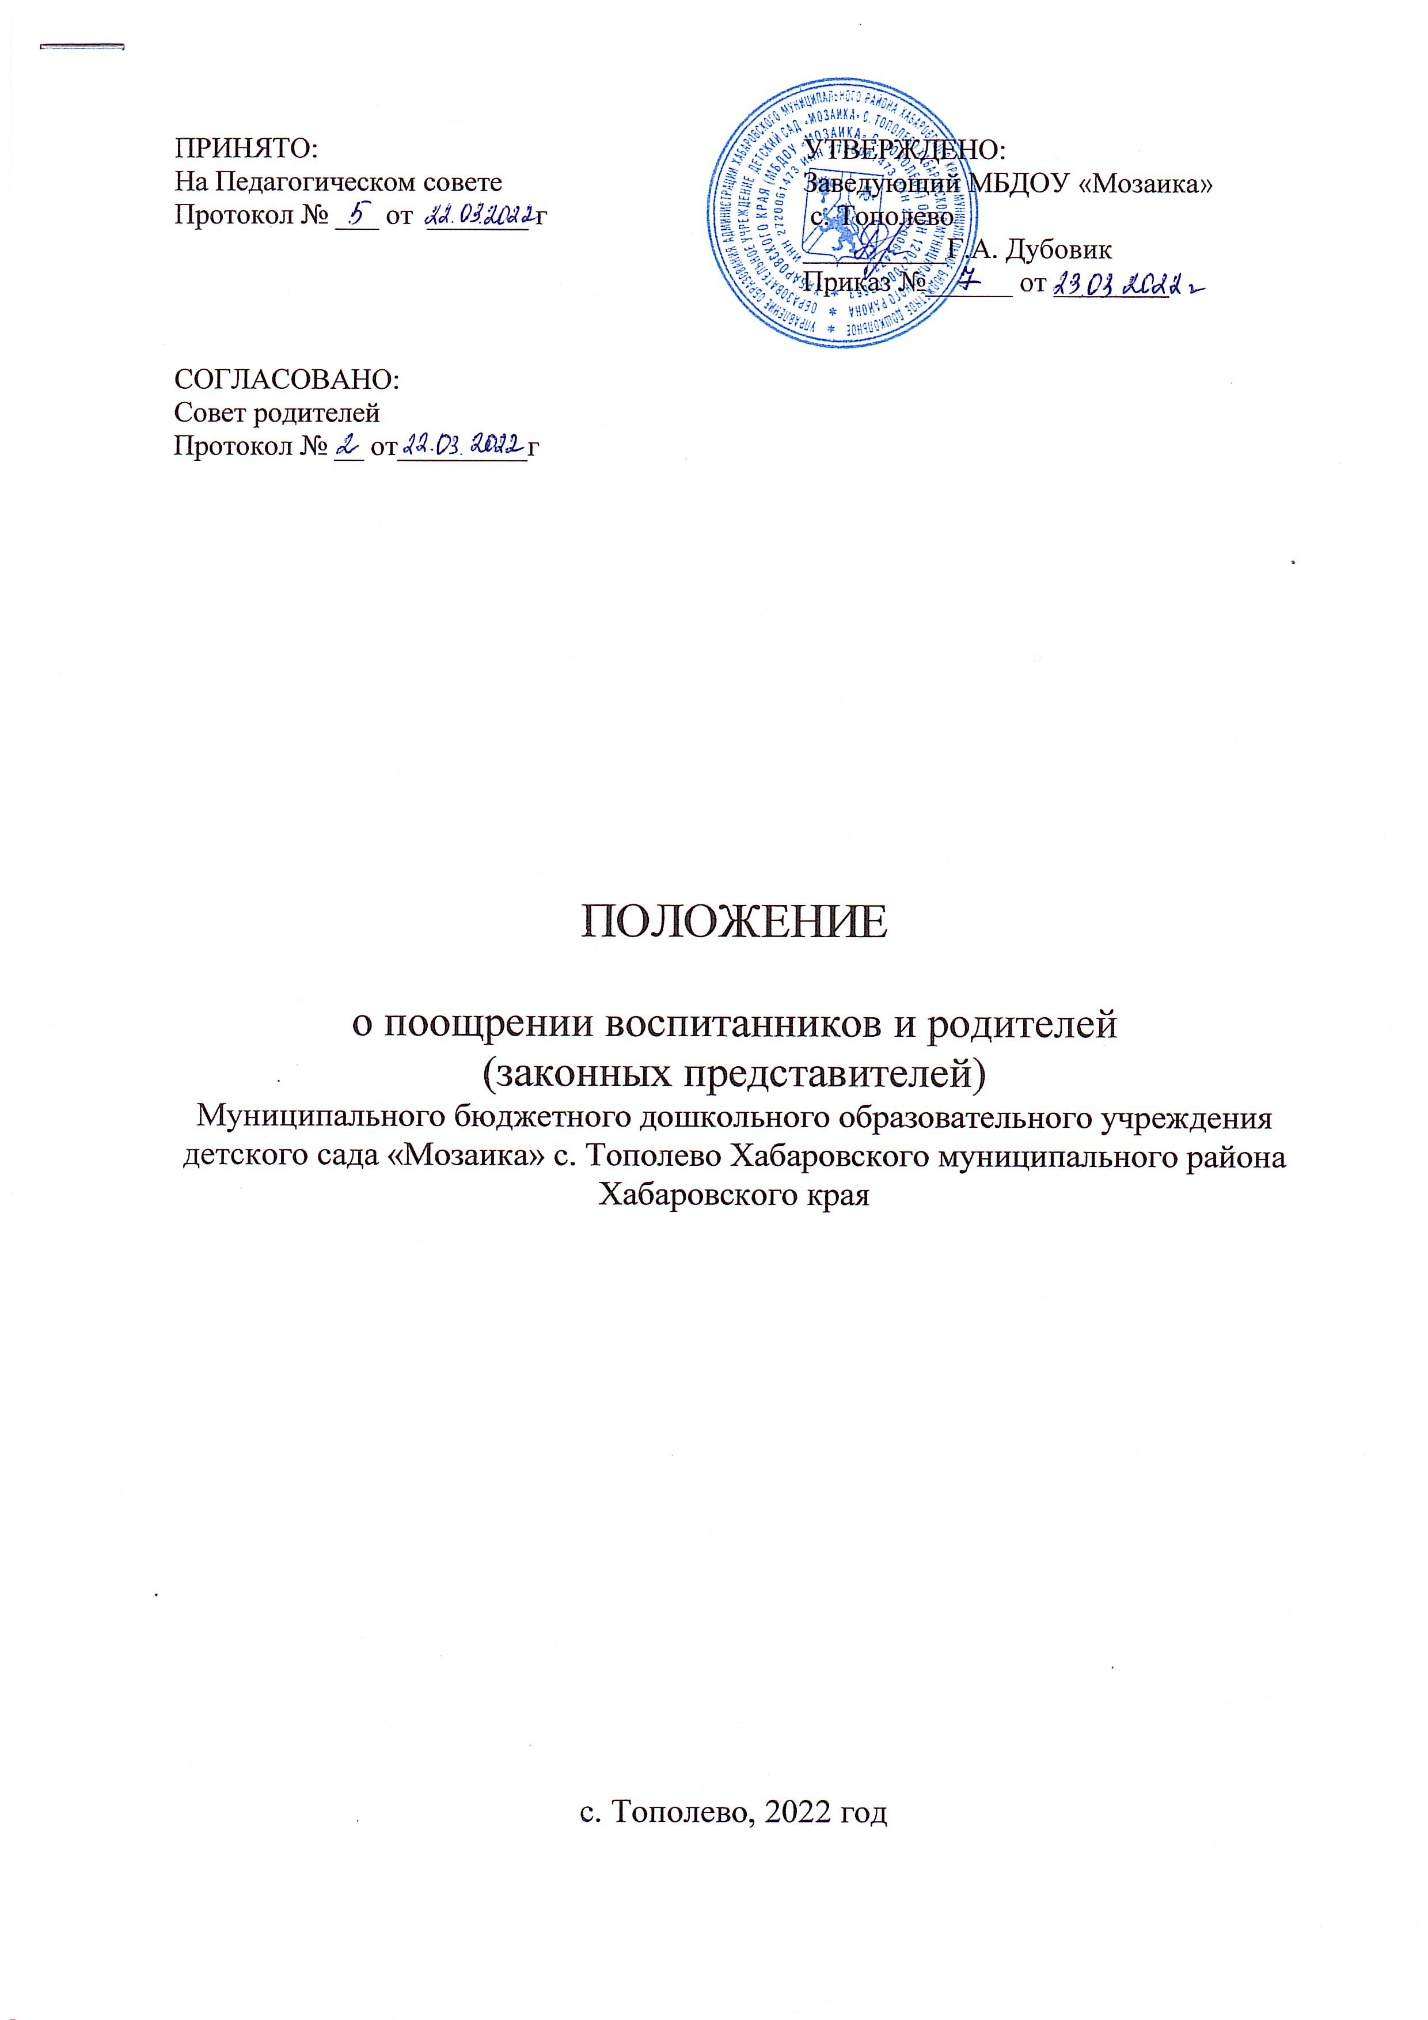 ПРИНЯТО:
На Педагогическом совете
Протокол № 5 от 22.03.2022г
УТВЕРЖДЕНО:
Заведующий МБДОУ «Мозаика»
с. Тополево
Г.А. Дубовик
Приказ № 7 от 23.03 2022 г
СОГЛАСОВАНО:
Совет родителей
Протокол № 2 от 22.03. 2022 г
ПОЛОЖЕНИЕ
о поощрении воспитанников и родителей
(законных представителей)
Муниципального бюджетного дошкольного образовательного учреждения
детского сада «Мозаика» с. Тополево Хабаровского муниципального района
Хабаровского края
с. Тополево, 2022 год